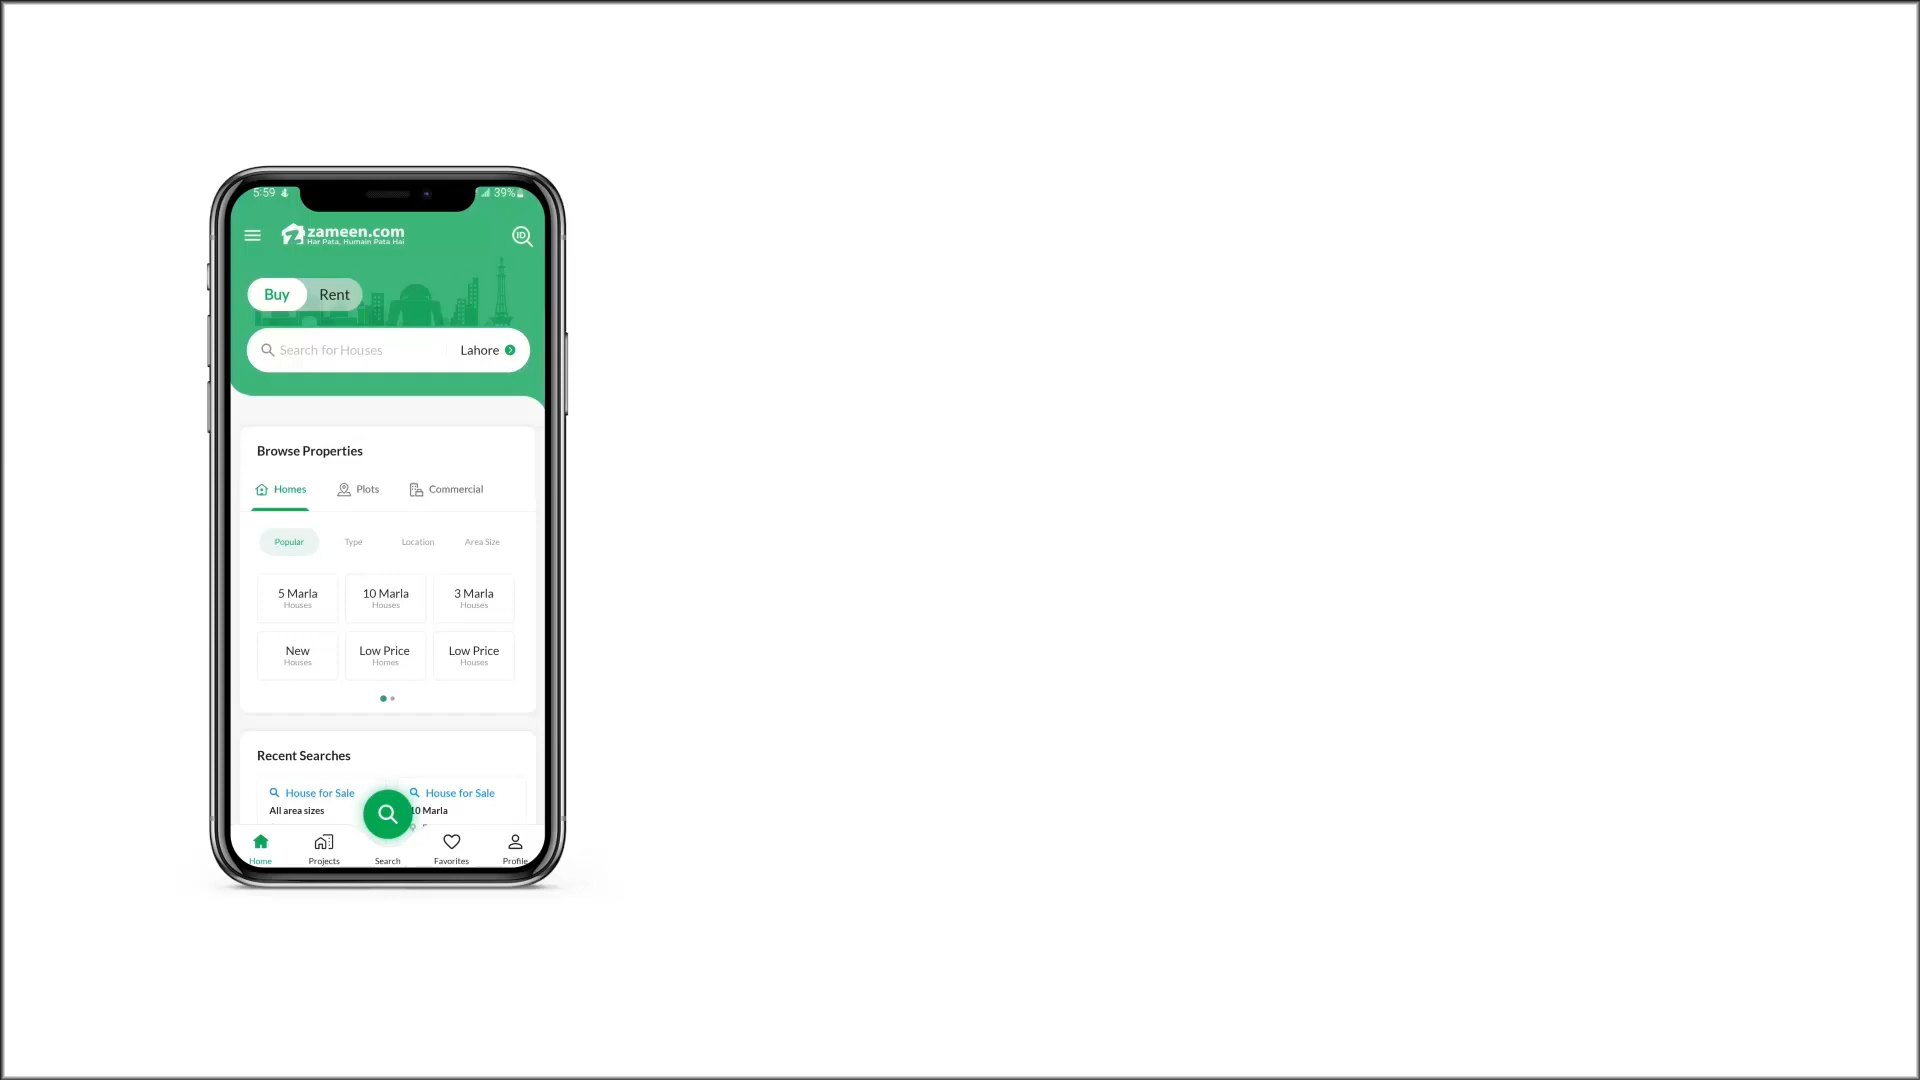 5:59
39%
zameen.com
Har Pata, Humain Pata Hai
ID
Buy Rent
Search for Houses Lahore
Browse Properties
Homes Plots Commercial
Popular Type Location Area Size
5 Marla 10 Marla 3 Marla
Houses Houses Houses
New Low Price Low Price
Houses Homes Houses
Recent Searches
House for Sale House for Sale
All area sizes 10 Marla
Home Projects Search Favorites Profile